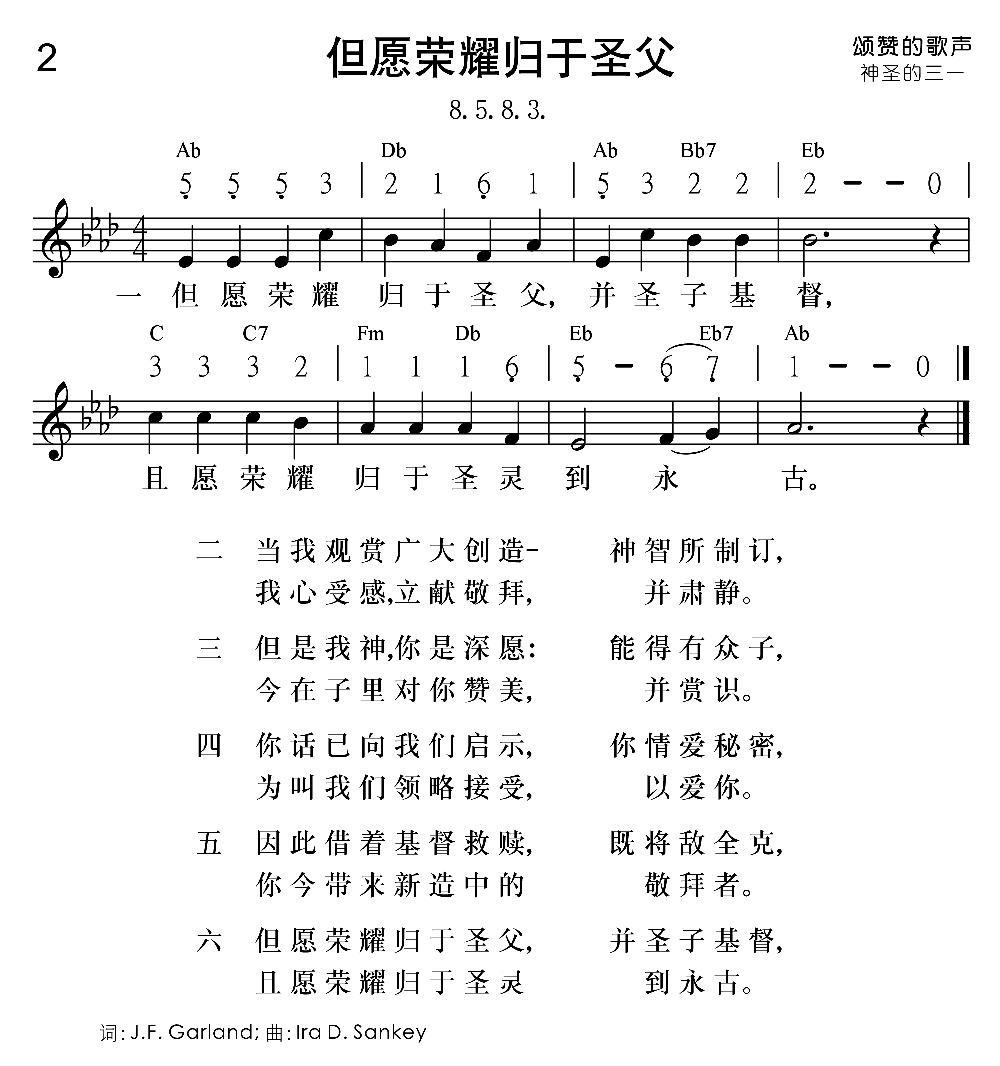 2
但愿荣耀归于圣父
颂赞的歌声
神圣的三一
8. 5. 8. 3.
Ab Db Ab Bb7 Eb
5 5 5 3 | 2 1 6 1 | 5 3 2 2 | 2 - - 0 |
4
4
一 但愿荣耀 归于圣父, 并圣子基 督,
C C7 Fm Db Eb Eb7 Ab
3 3 3 2 | 1 1 1 6 | 5 - 6 7 | 1 - - 0
且愿荣耀 归于圣灵 到 永 古。
二 当我观赏广大创造- 神智所制订,
我心受感,立献敬拜, 并肃静。
三 但是我神,你是深愿: 能得有众子,
今在子里对你赞美, 并赏识。
四 你话已向我们启示, 你情爱秘密,
为叫我们领略接受, 以爱你。
五 因此借着基督救赎, 既将敌全克,
你今带来新造中的 敬拜者。
六 但愿荣耀归于圣父, 并圣子基督,
且愿荣耀归于圣灵 到永古。
词: J.F. Garland; 曲: Ira D. Sankey